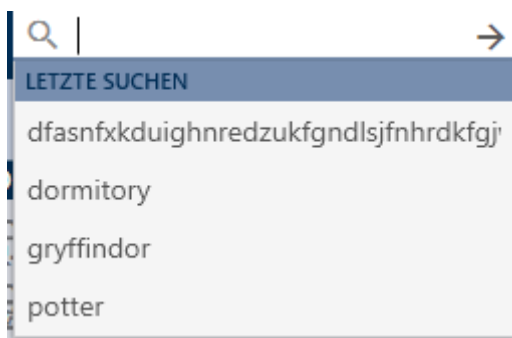 LETZTE SUCHEN
dfasnfxkduighnredzukfgndlsjfnhrdkfgj
dormitory
gryffindor
potter